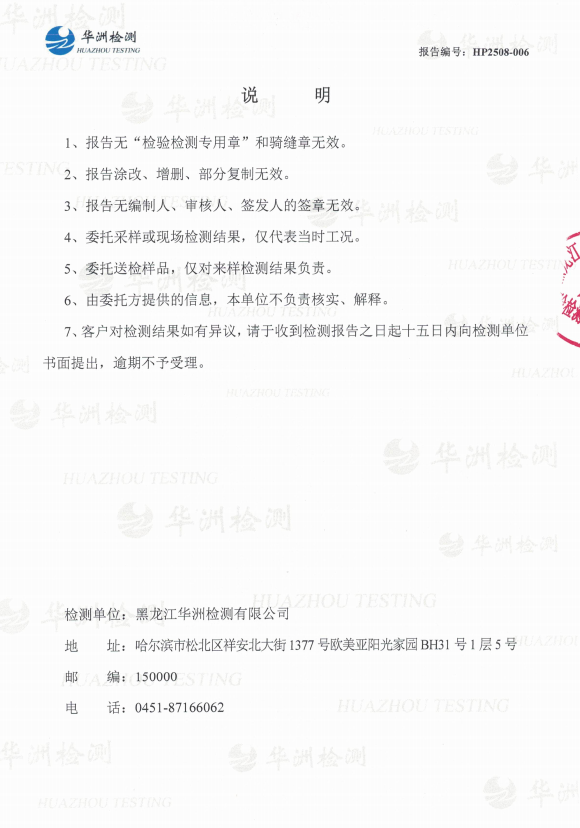 华洲检测
HUAZHOU TESTING
报告编号：HP2508-006
说 明
1、报告无“检验检测专用章”和骑缝章无效。
2、报告涂改、增删、部分复制无效。
3、报告无编制人、审核人、签发人的签章无效。
4、委托采样或现场检测结果，仅代表当时工况。
5、委托送检样品，仅对来样检测结果负责。
6、由委托方提供的信息，本单位不负责核实、解释。
7、客户对检测结果如有异议，请于收到检测报告之日起十五日内向检测单位
书面提出，逾期不予受理。
检测单位：黑龙江华洲检测有限公司
地 址：哈尔滨市松北区祥安北大街 1377 号欧美亚阳光家园 BH31 号 1 层 5 号
邮 编：150000
电 话：0451-87166062